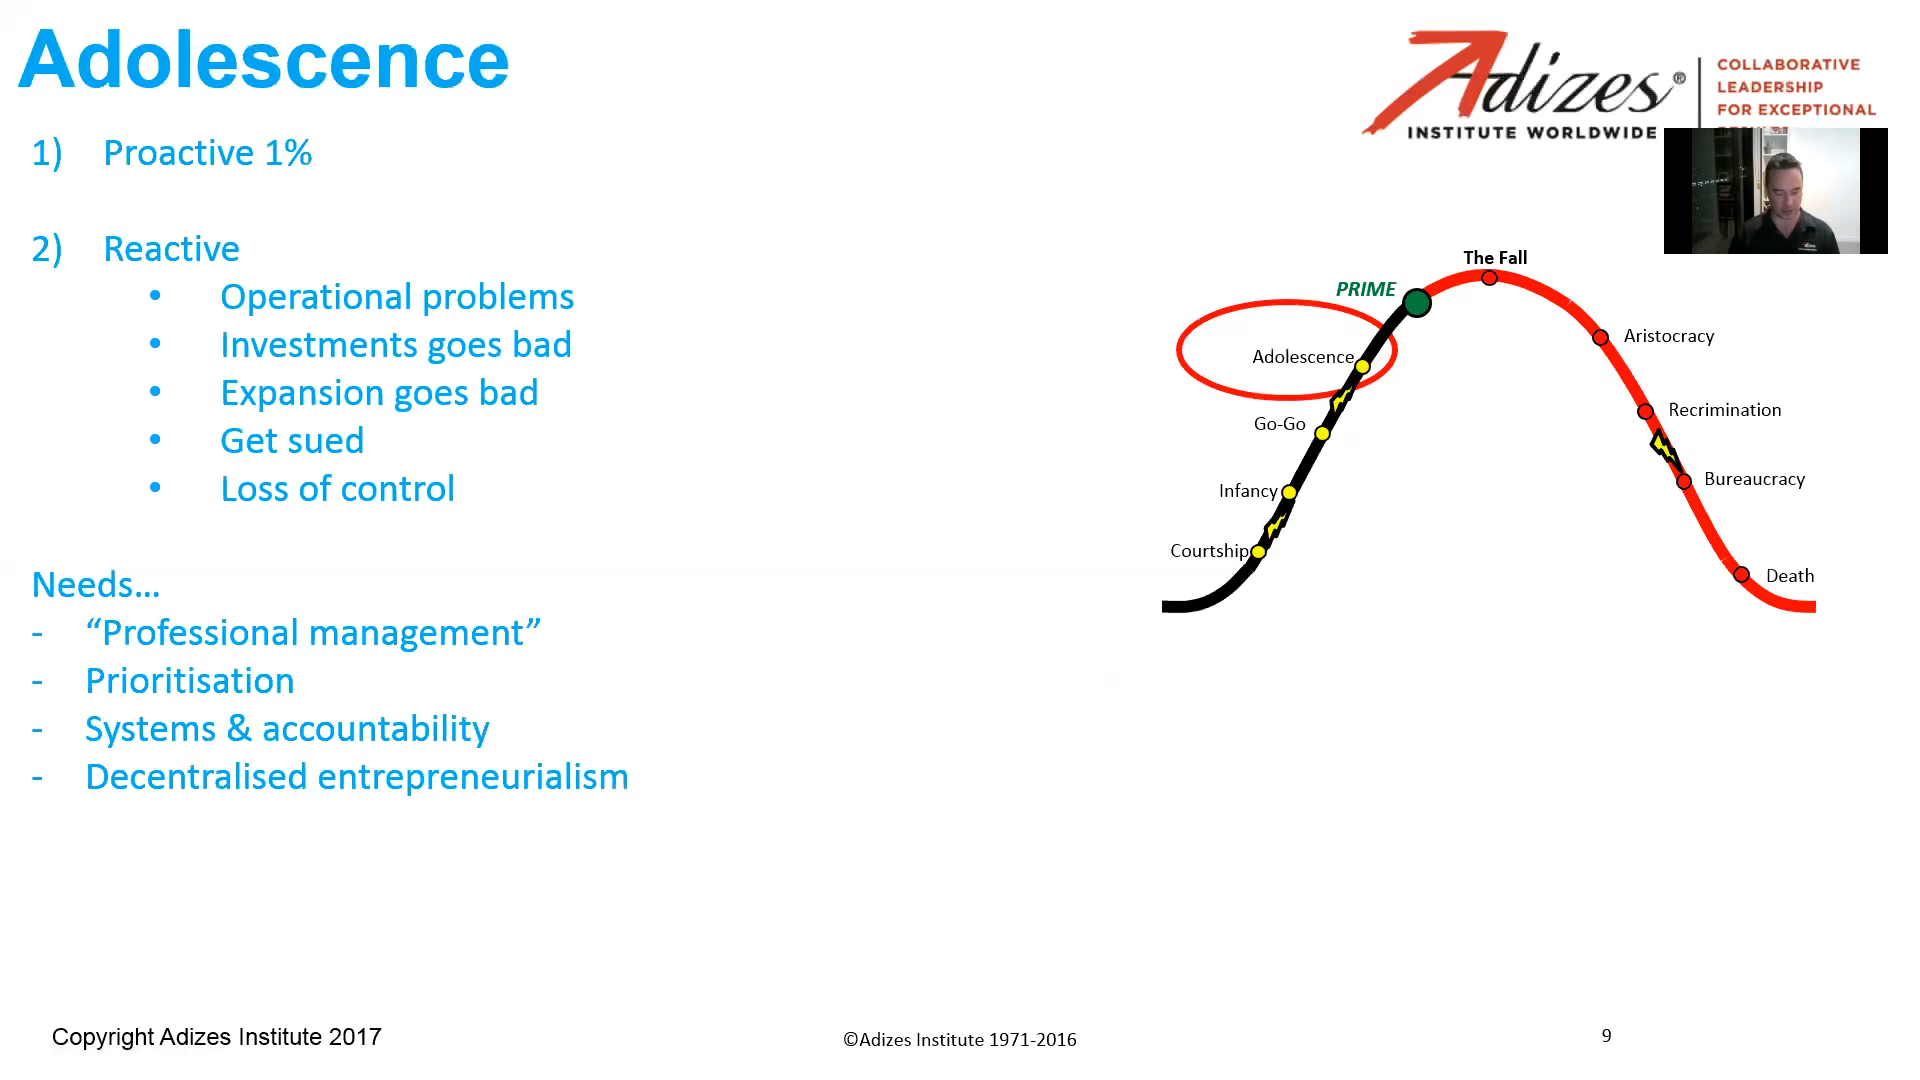 Adolescence
1) Proactive 1%
2) Reactive
• Operational problems
• Investments goes bad
• Expansion goes bad
• Get sued
• Loss of control
Needs...
- “Professional management”
- Prioritisation
- Systems & accountability
- Decentralised entrepreneurialism
Adizes®
INSTITUTE WORLDWIDE
COLLABORATIVE
LEADERSHIP
FOR EXCEPTIONAL
The Fall
PRIME
Aristocracy
Adolescence
Recrimination
Go-Go
Bureaucracy
Infancy
Courtship
Death
Copyright Adizes Institute 2017
©Adizes Institute 1971-2016
9